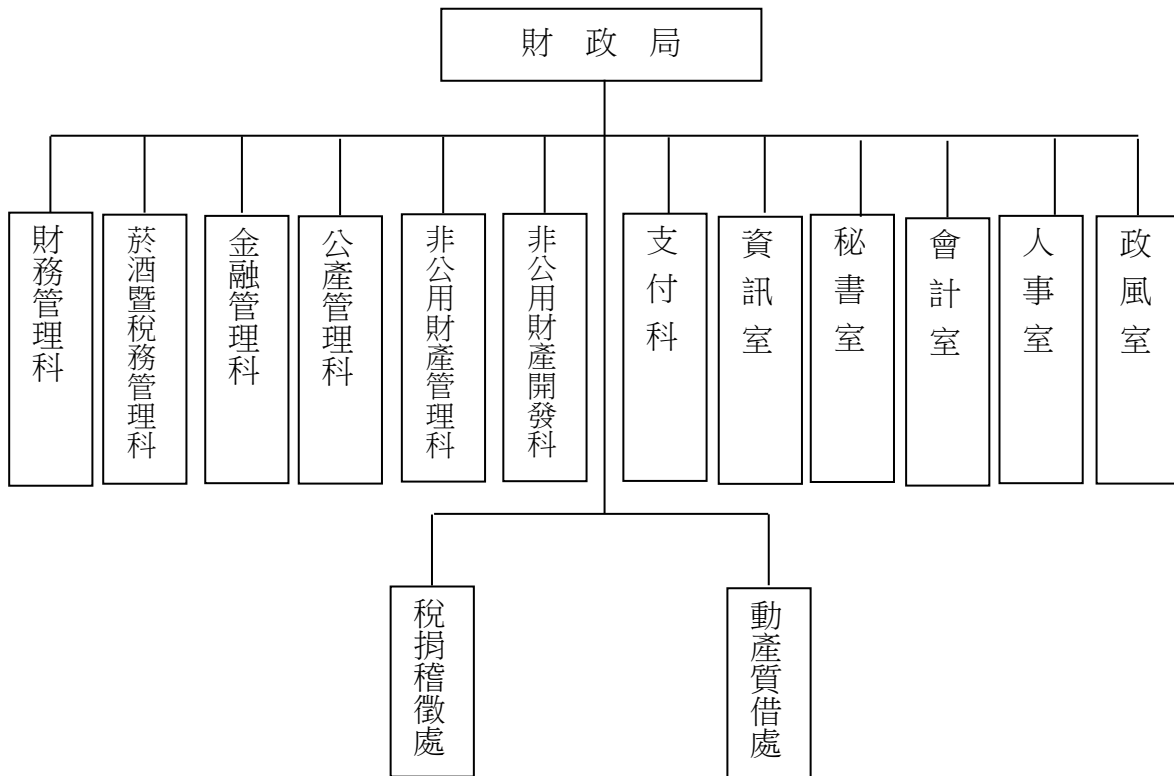 財 政 局
財務管理科
菸酒暨稅務管理科
金融管理科
公產管理科
非公用財產管理科
非公用財產開發科
支付科
資訊室
秘書室
會計室
人事室
政風室
稅捐稽徵處
動產質借處